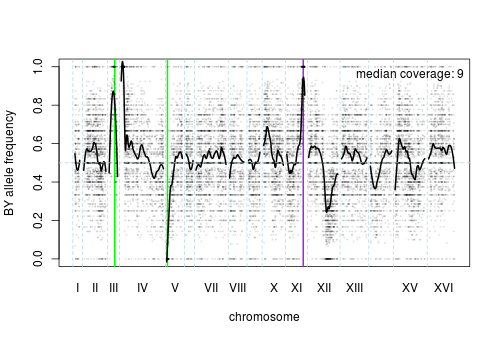 median coverage: 9
BY allele frequency
1.0
0.8
0.6
0.4
0.2
0.0
I II III IV V VII VIII X XI XII XIII XV XVI
chromosome